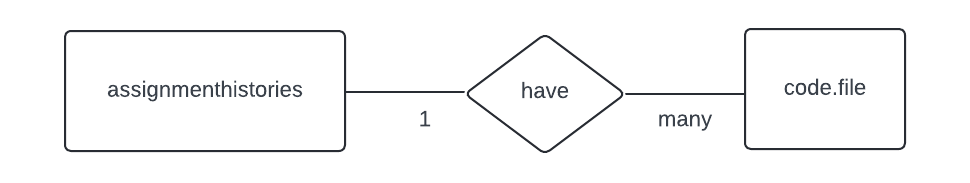 assignmenthistories
have
code.file
1
many